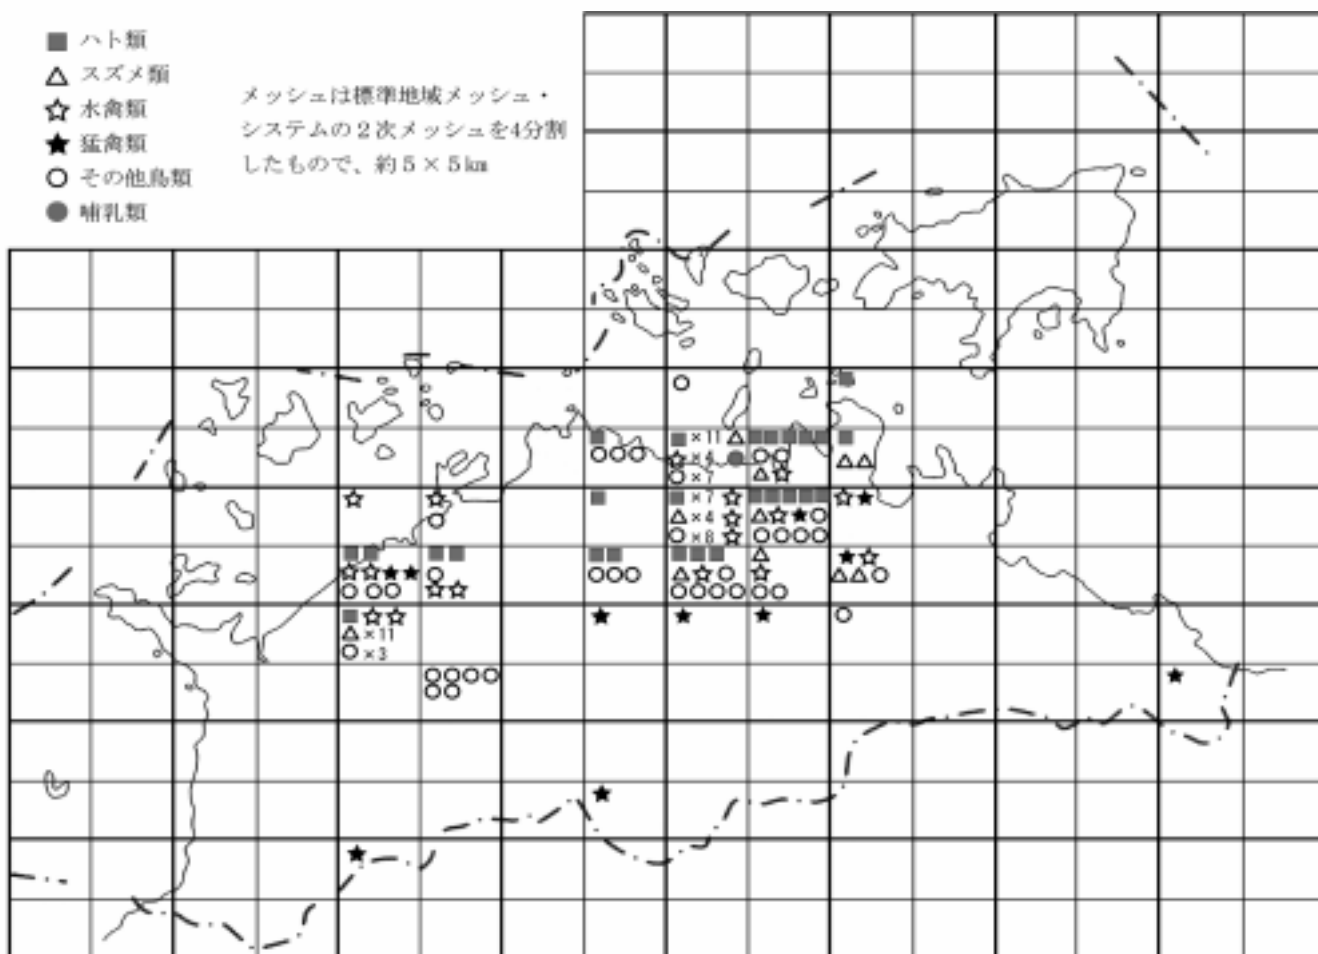 ハト類
スズメ類
水禽類
猛禽類
その他鳥類
哺乳類
メッシュは標準地域メッシュ・
システムの2次メッシュを4分割
したもので、約5×5㎞
×11
×4
×7
×7
×4
×8
×11
×3